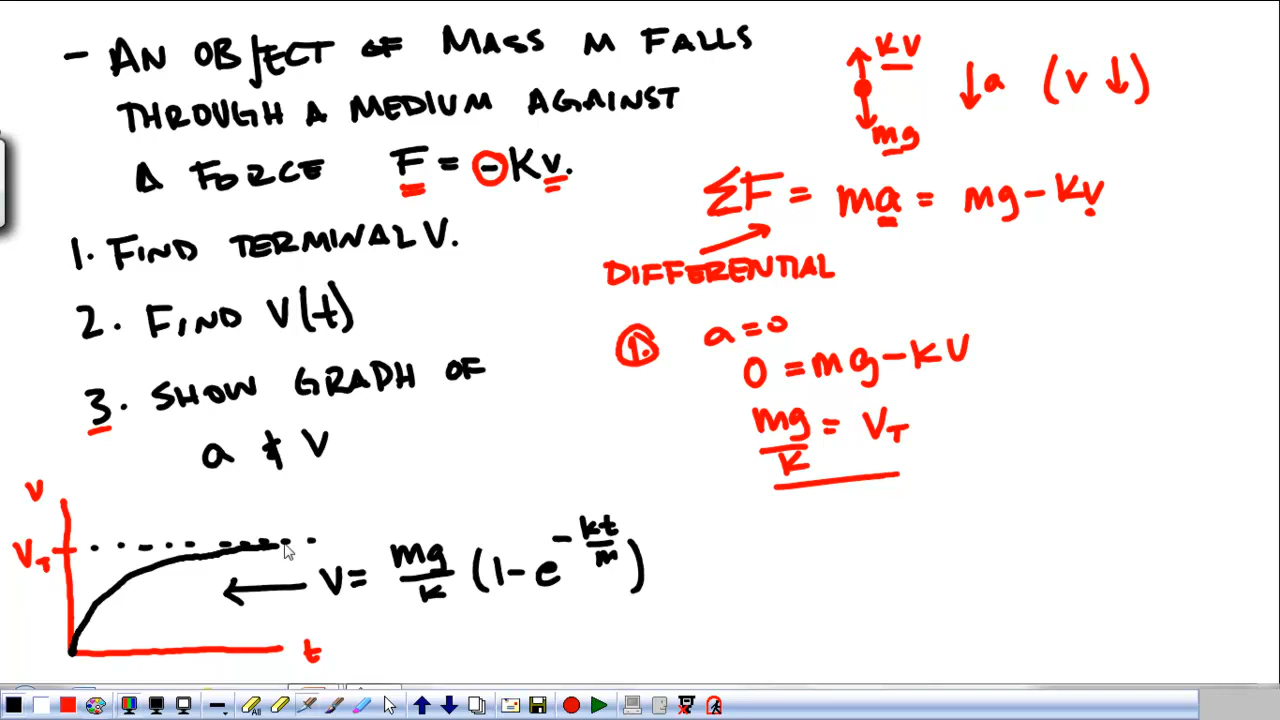 - AN OBJECT OF MASS m FALLS
THROUGH A MEDIUM AGAINST
A FORCE F = -Kv.
1. FIND TERMINAL V.
2. FIND V(t)
3. SHOW GRAPH OF
a & V
kv
mg
↓a (v↓)
ΣF = ma = mg - Kv
DIFFERENTIAL
1. a = 0
0 = mg - KV
mg/K = VT
v
VT
t
V = mg/k (1 - e^-kt/m)
All